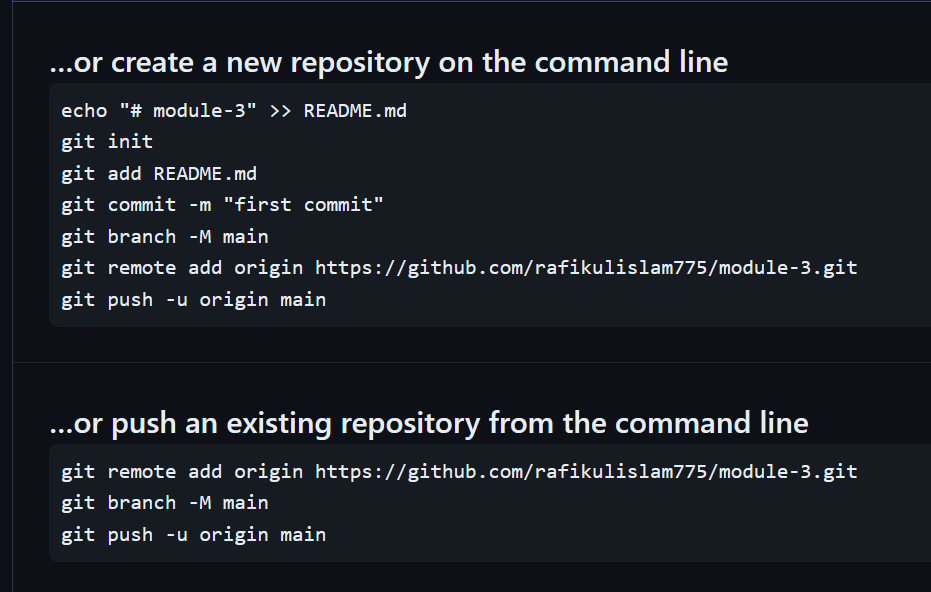 ...or create a new repository on the command line
echo "# module-3" >> README.md
git init
git add README.md
git commit -m "first commit"
git branch -M main
git remote add origin https://github.com/rafikulislam775/module-3.git
git push -u origin main
...or push an existing repository from the command line
git remote add origin https://github.com/rafikulislam775/module-3.git
git branch -M main
git push -u origin main